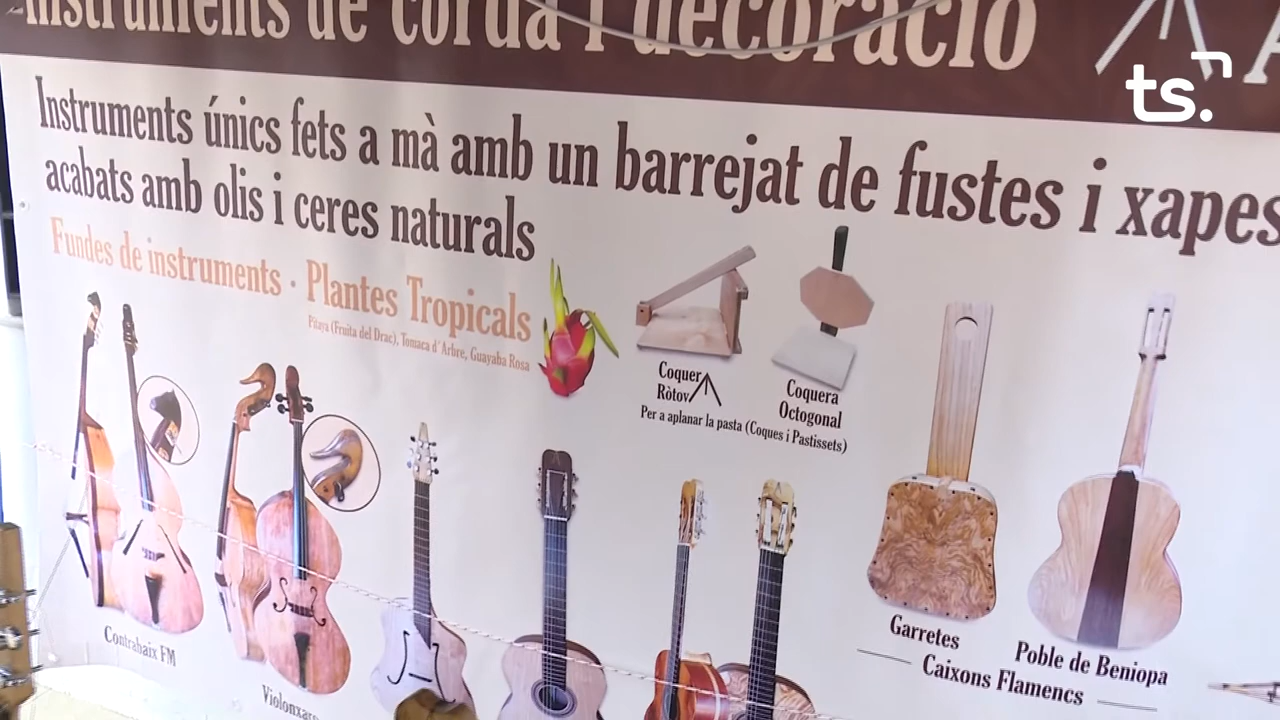 Instruments de corda i decoració
ts.
Instruments únics fets a mà amb un barrejat de fustes i xapes
acabats amb olis i ceres naturals
Fundes de instruments · Plantes Tropicals
Pitaya (Fruita del Drac), Tomaca d'Arbre, Guayaba Rosa
Coquer
Ròtov
Per a aplanar la pasta (Coques i Pastissets)
Coquera
Octogonal
Contrabaix FM
Garretes
Poble de Beniopa
Caixons Flamencs